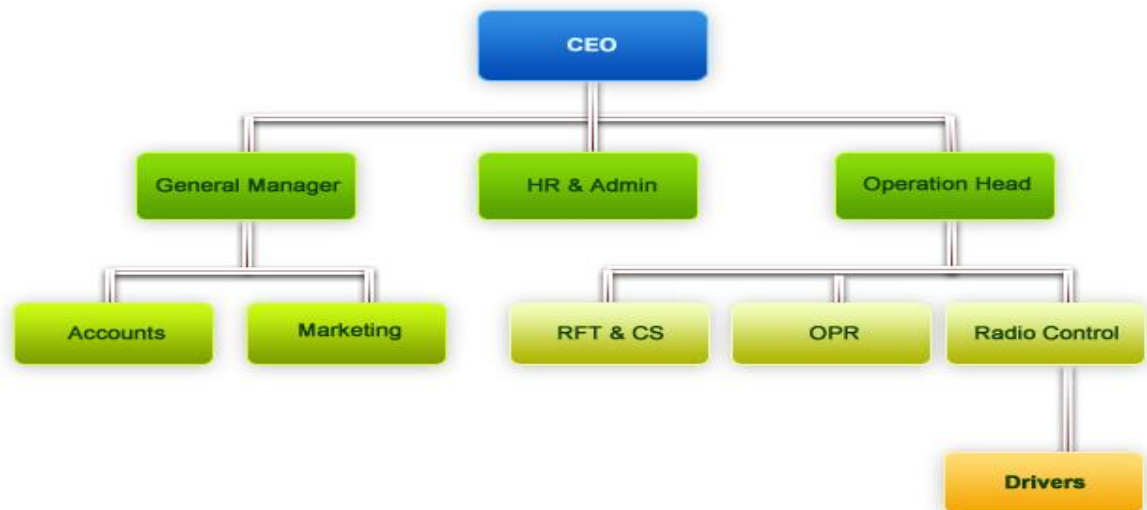 CEO
General Manager
HR & Admin
Operation Head
Accounts
Marketing
RFT & CS
OPR
Radio Control
Drivers